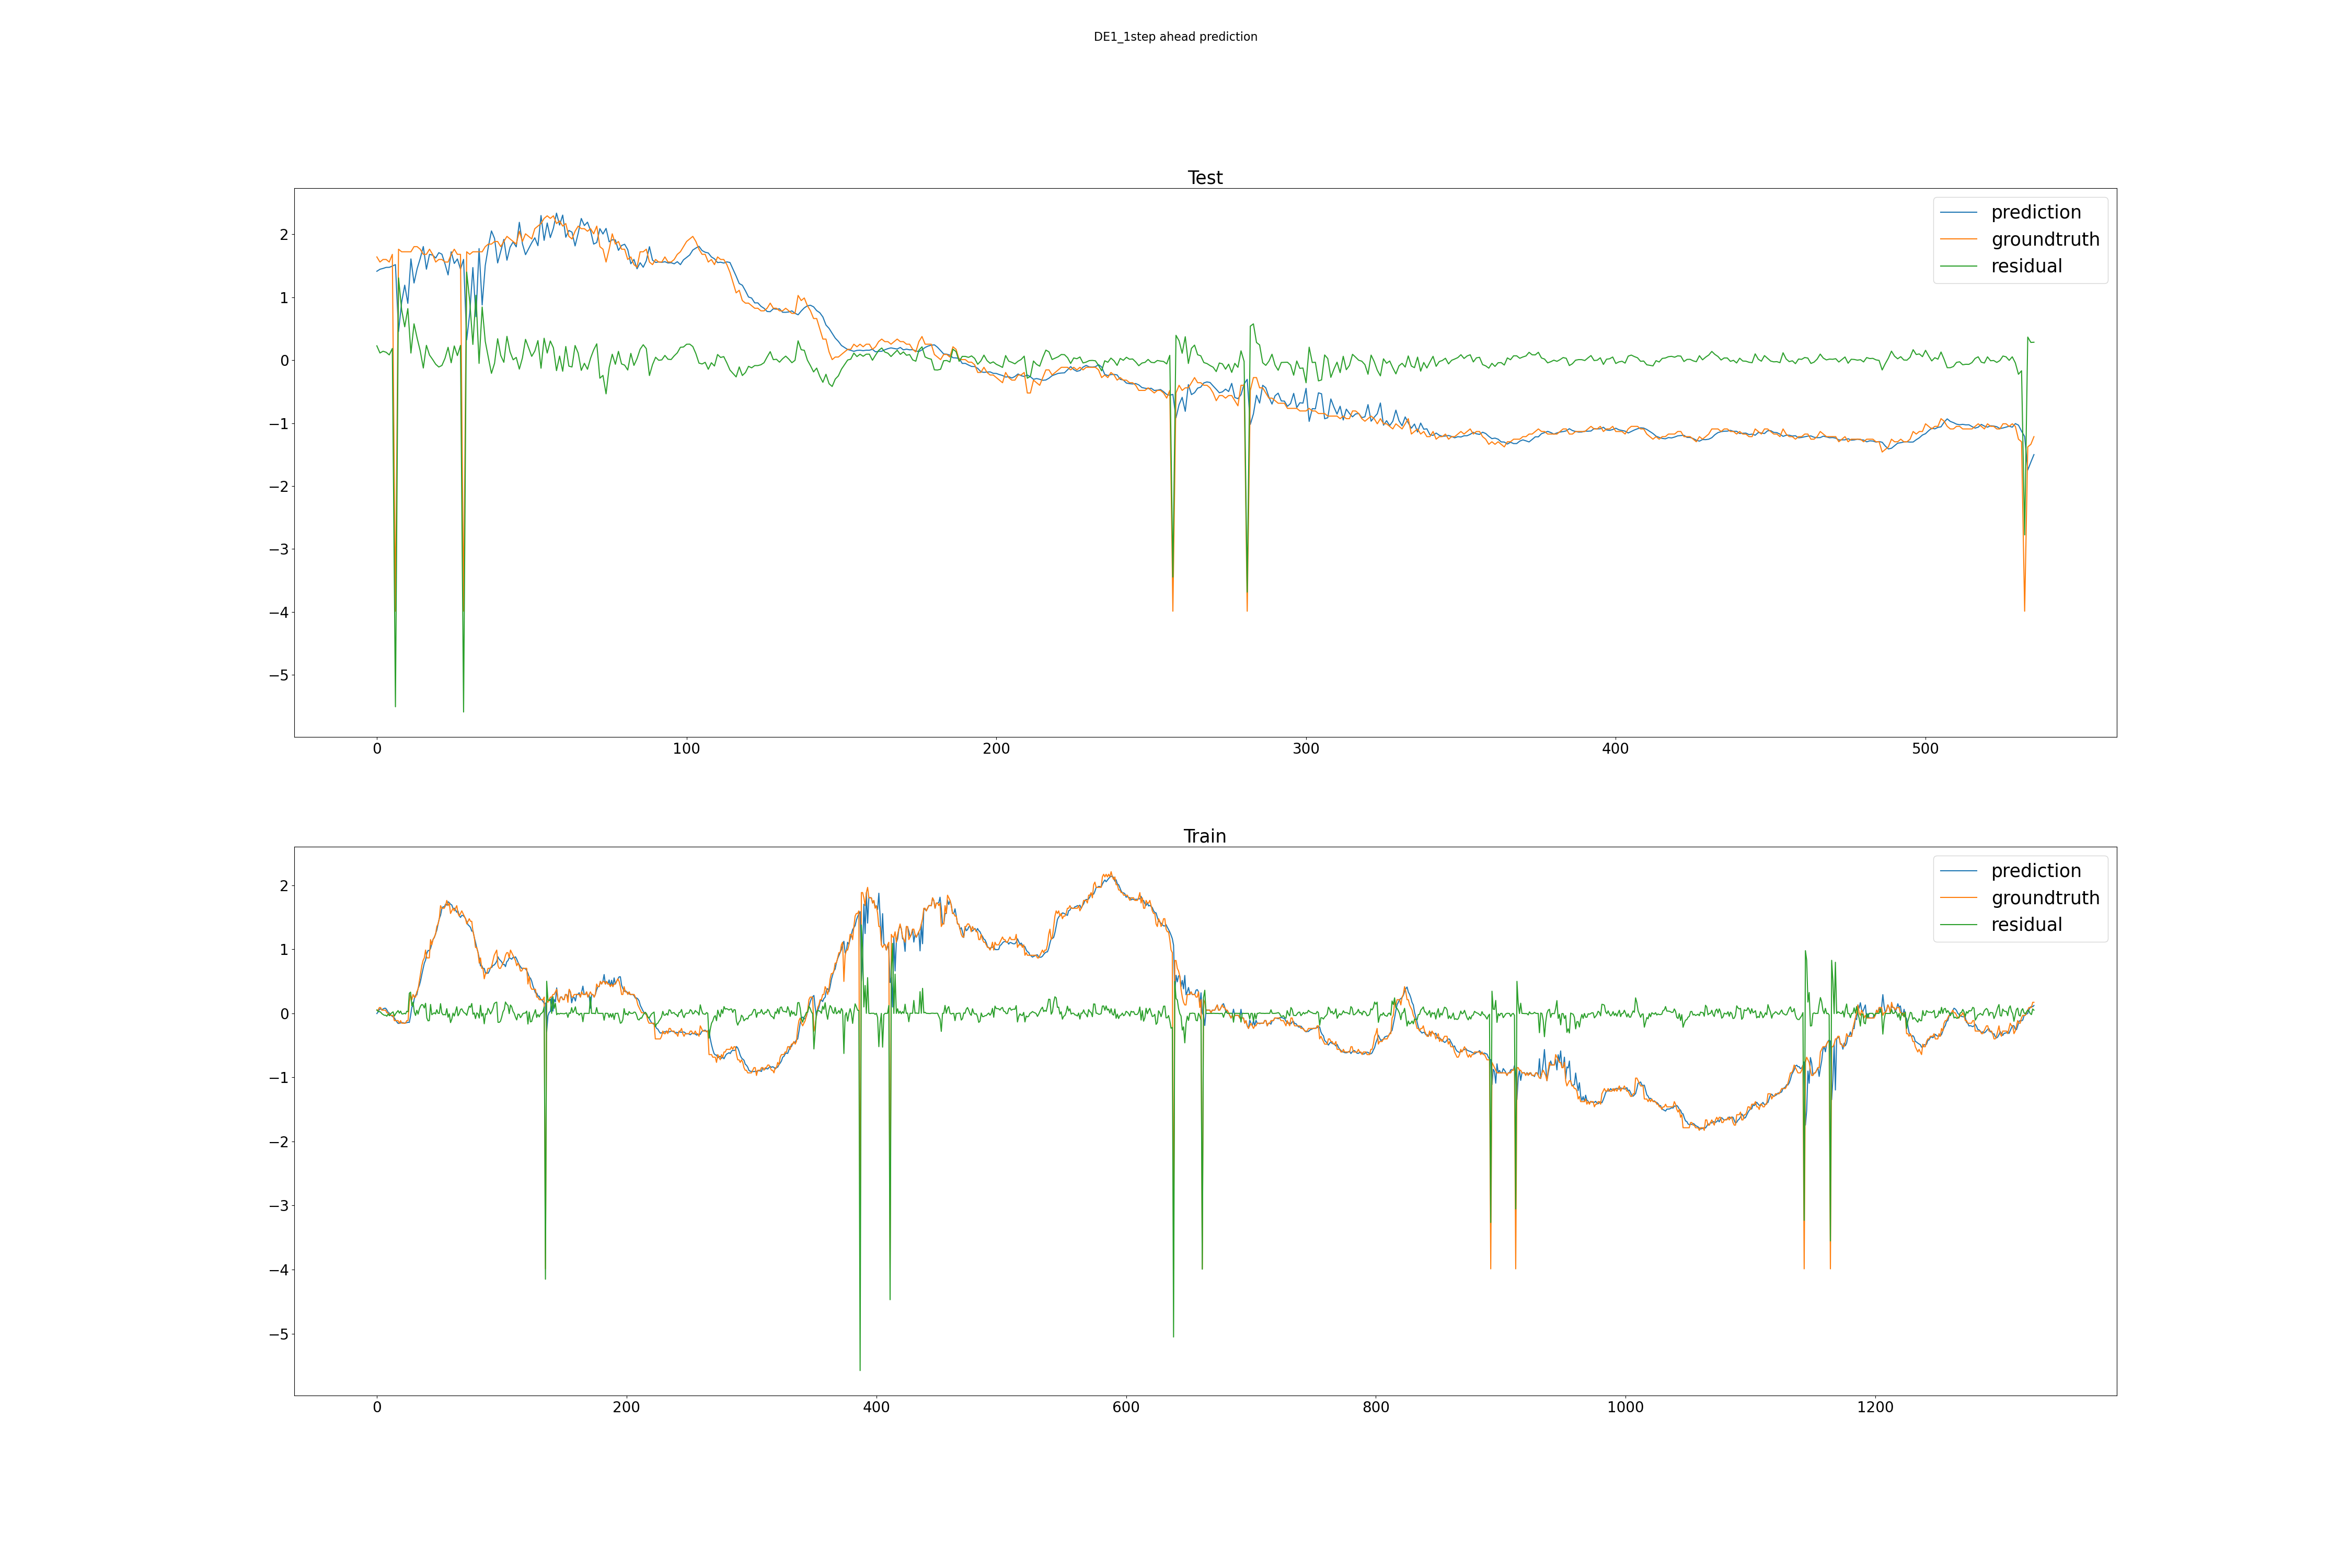 DE1_1step ahead prediction
Test
prediction
groundtruth
residual
2
1
0
−1
−2
−3
−4
−5
0 100 200 300 400 500
Train
prediction
groundtruth
residual
2
1
0
−1
−2
−3
−4
−5
0 200 400 600 800 1000 1200